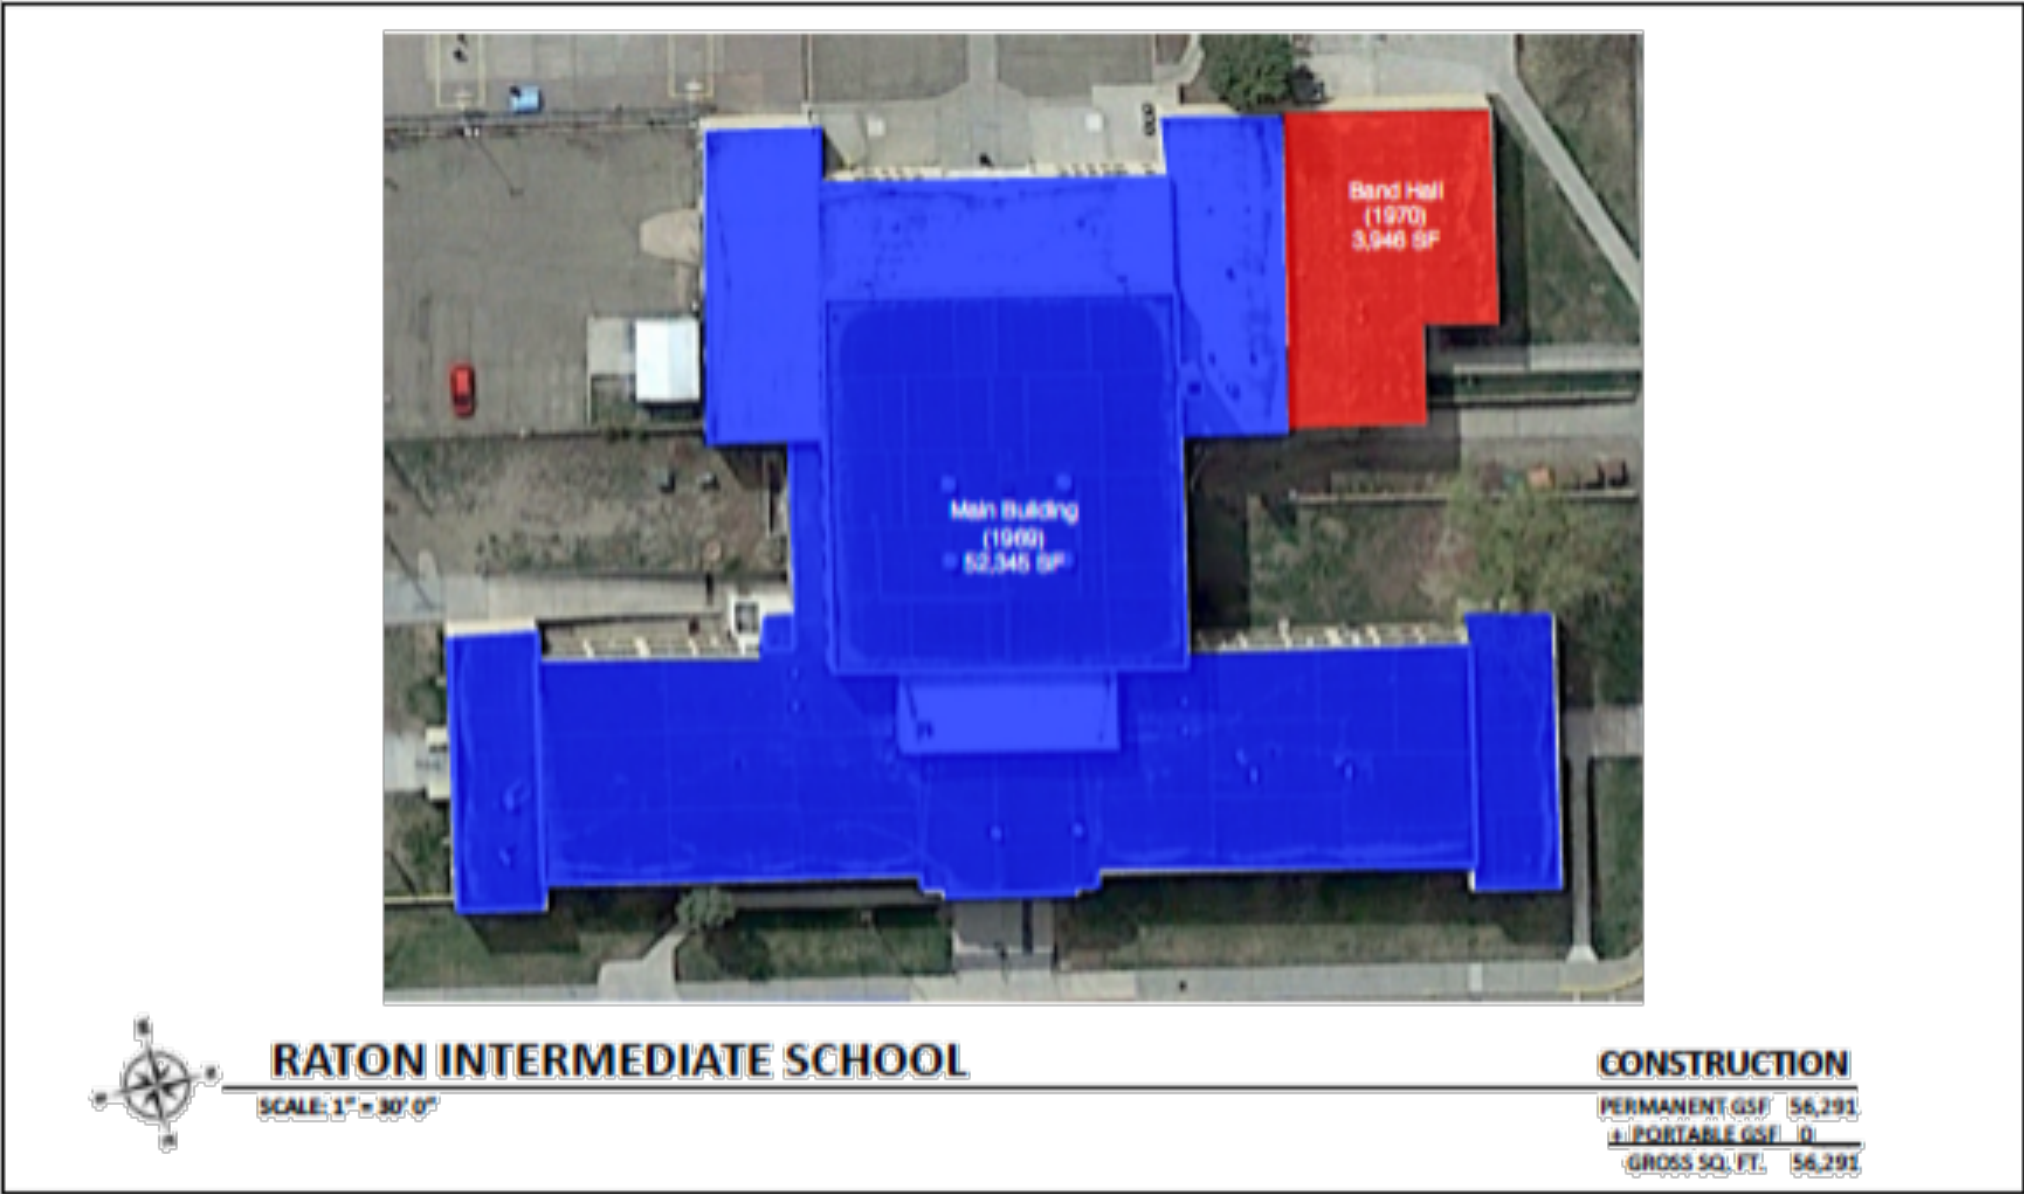 Band Hall
(1970)
3,946 SF
Main Building
(1969)
52,345 SF
RATON INTERMEDIATE SCHOOL
SCALE: 1" = 30' 0"
CONSTRUCTION
PERMANENT GSF 56,291
+ PORTABLE GSF 0
GROSS SQ. FT. 56,291